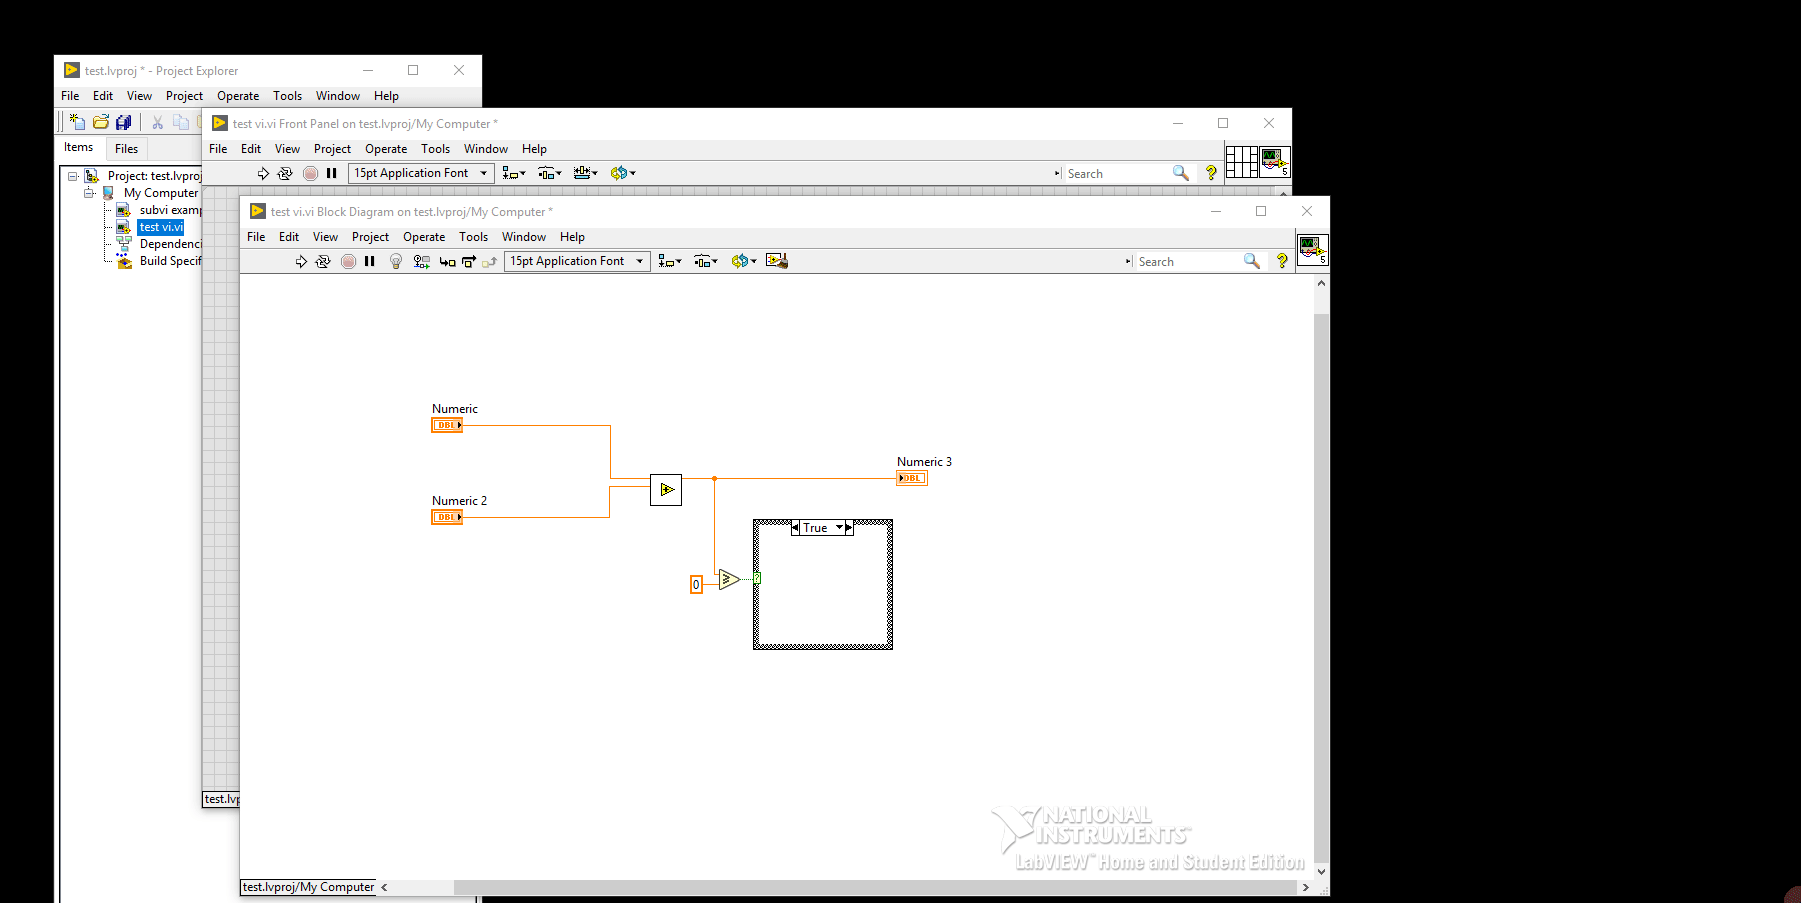 test.lvproj * - Project Explorer
File Edit View Project Operate Tools Window Help
Items Files
Project: test.lvproj
My Computer
subvi examp
test vi.vi
Dependenci
Build Specif
test vi.vi Front Panel on test.lvproj/My Computer *
File Edit View Project Operate Tools Window Help
15pt Application Font
Search
?
5
test.lvp
test vi.vi Block Diagram on test.lvproj/My Computer *
File Edit View Project Operate Tools Window Help
15pt Application Font
Search
?
5
Numeric
DBL
Numeric 2
DBL
Numeric 3
DBL
True
0
?
NATIONAL
INSTRUMENTS™
LabVIEW™ Home and Student Edition
test.lvproj/My Computer